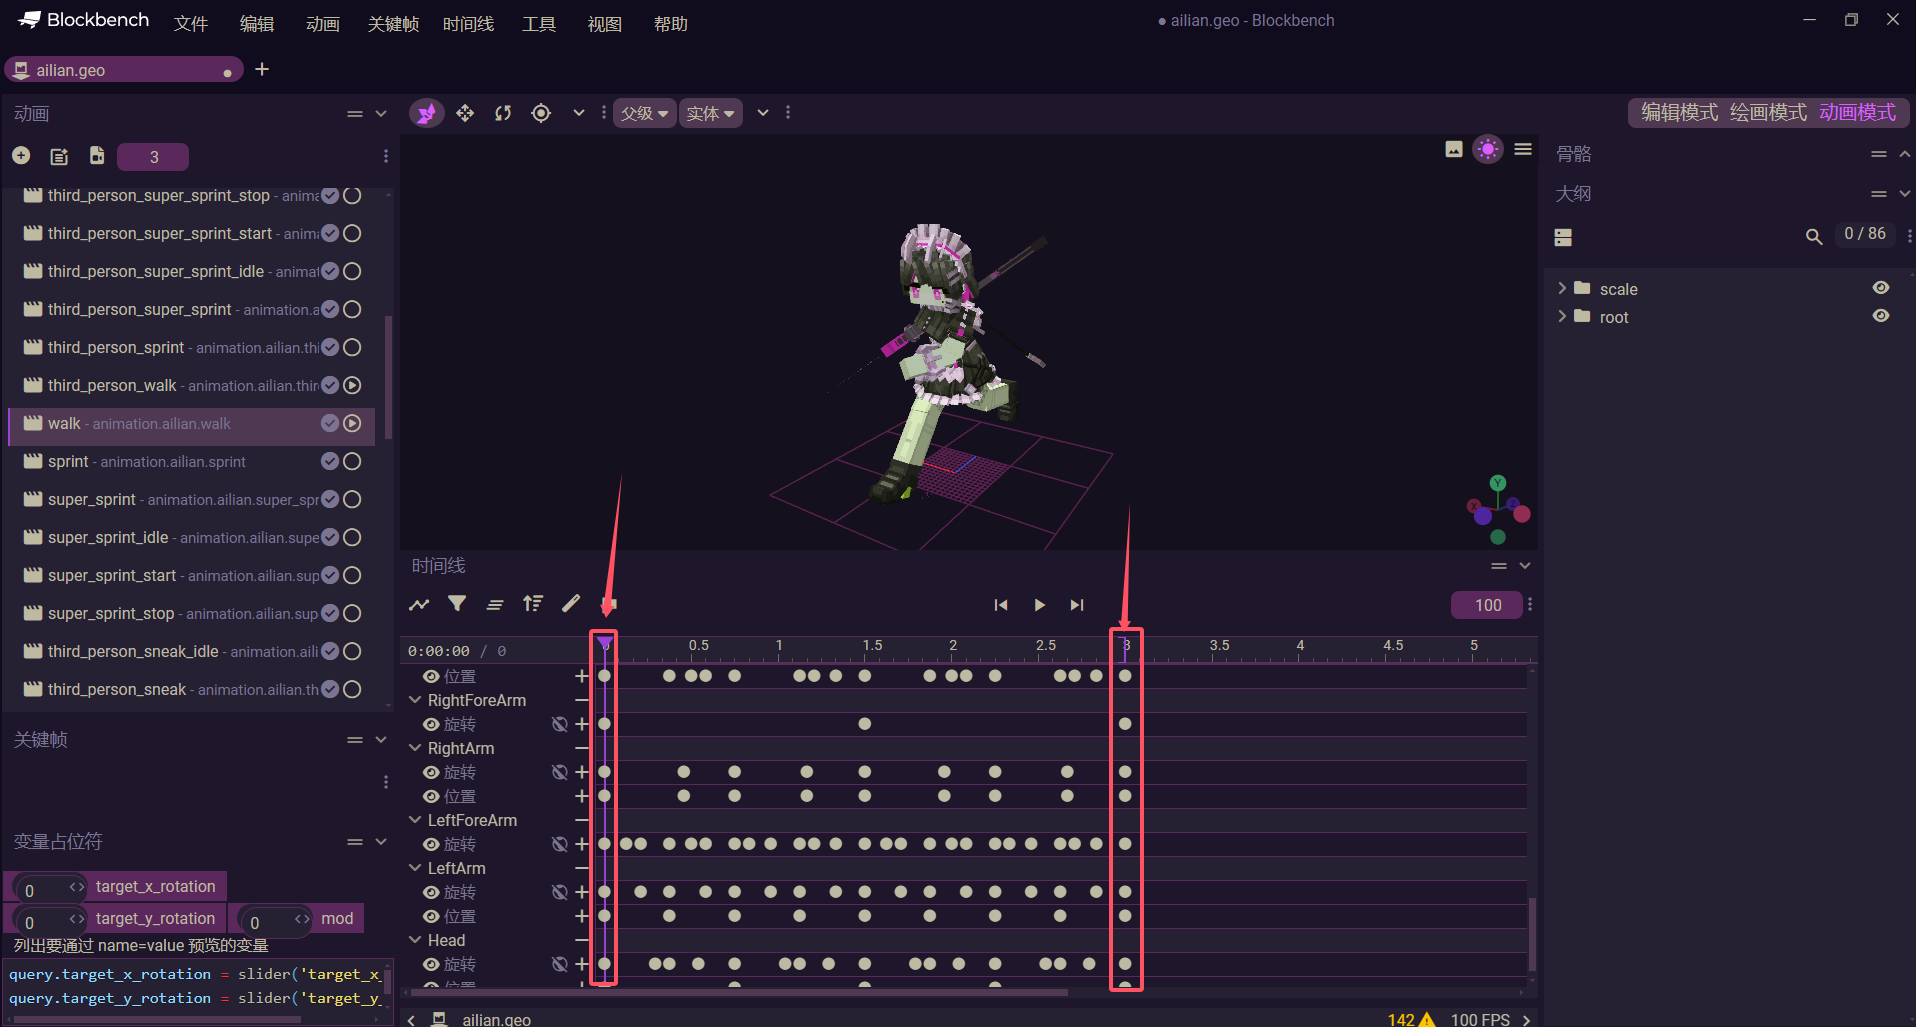 Blockbench 文件 编辑 动画 关键帧 时间线 工具 视图 帮助
● ailian.geo - Blockbench
ailian.geo
动画
3
third_person_super_sprint_stop - anima
third_person_super_sprint_start - anim
third_person_super_sprint_idle - animat
third_person_super_sprint - animation.a
third_person_sprint - animation.ailian.thi
third_person_walk - animation.ailian.thir
walk - animation.ailian.walk
sprint - animation.ailian.sprint
super_sprint - animation.ailian.super_spr
super_sprint_idle - animation.ailian.supe
super_sprint_start - animation.ailian.sup
super_sprint_stop - animation.ailian.sup
third_person_sneak_idle - animation.aili
third_person_sneak - animation.ailian.th
关键帧
变量占位符
0 target_x_rotation
0 target_y_rotation 0 mod
列出要通过 name=value 预览的变量
query.target_x_rotation = slider('target_x_
query.target_y_rotation = slider('target_y_
父级 实体
编辑模式 绘画模式 动画模式
Y
X
Z
时间线
100
0:00:00 / 0
0 0.5 1 1.5 2 2.5 3 3.5 4 4.5 5
位置
RightForeArm
旋转
RightArm
旋转
位置
LeftForeArm
旋转
LeftArm
旋转
位置
Head
旋转
位置
ailian.geo
142 100 FPS
骨骼
大纲
0 / 86
scale
root